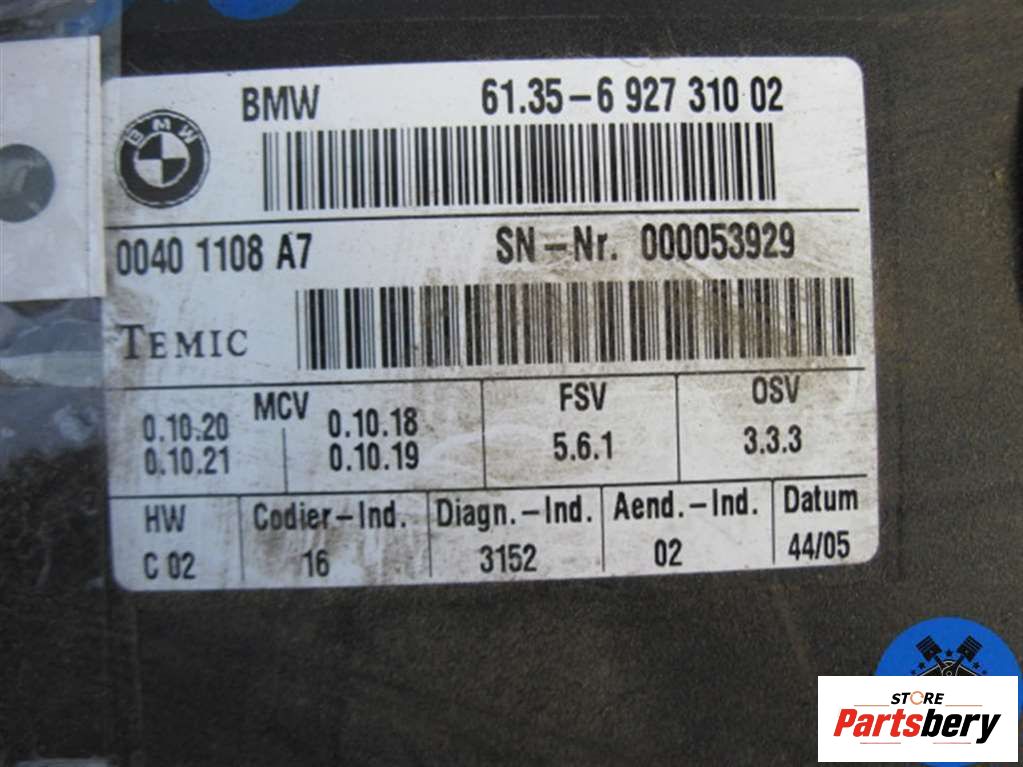 BMW 61.35-6 927 310 02
BMW
0040 1108 A7 SN-Nr. 000053929
TEMIC
MCV FSV OSV
0.10.20 0.10.18 5.6.1 3.3.3
0.10.21 0.10.19
HW Codier-Ind. Diagn.-Ind. Aend.-Ind. Datum
C 02 16 3152 02 44/05
STORE
Partsbery